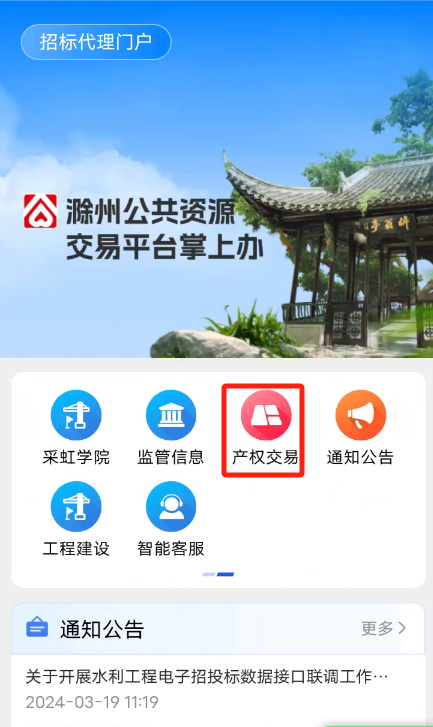 招标代理门户
滁州公共资源
交易平台掌上办
采虹学院
监管信息
产权交易
通知公告
工程建设
智能客服
通知公告
更多
关于开展水利工程电子招投标数据接口联调工作…
2024-03-19 11:19